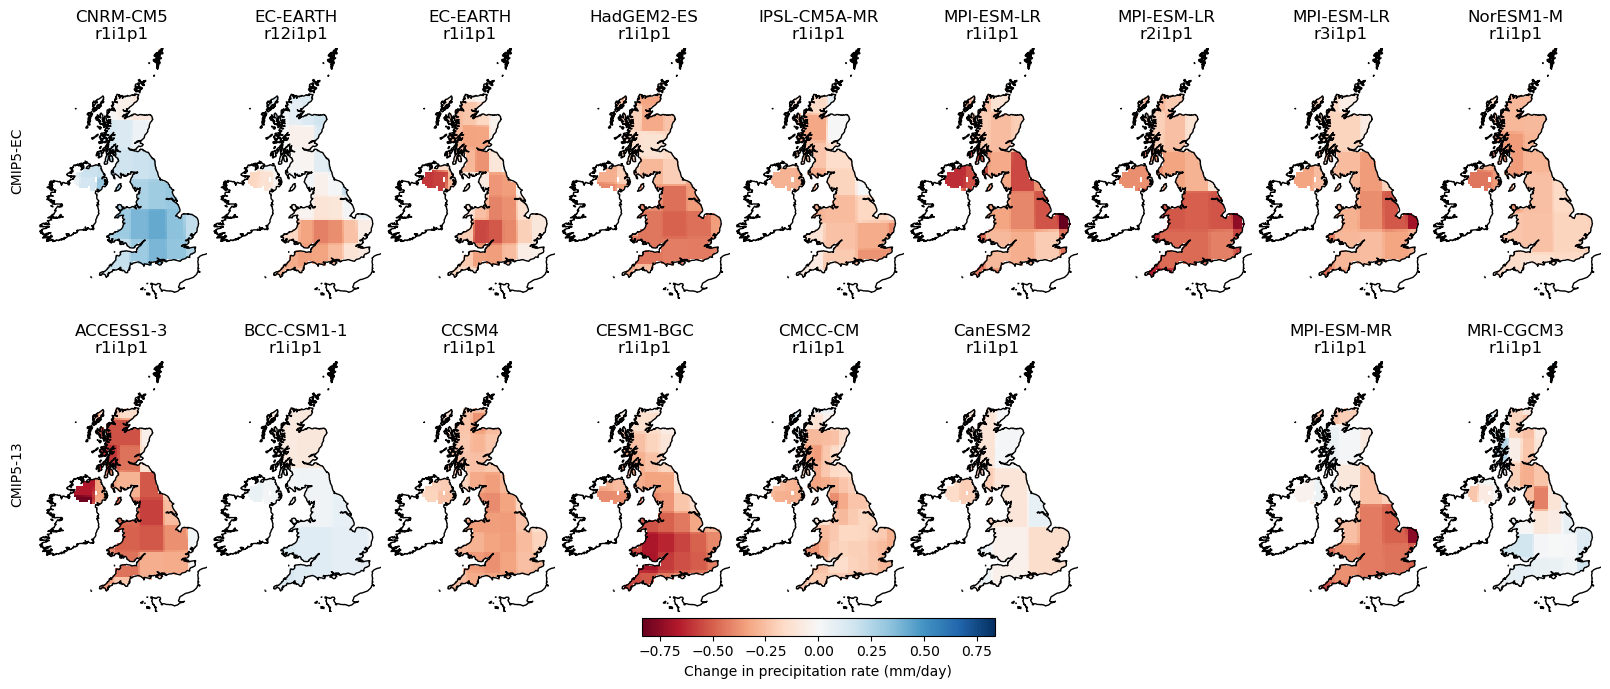 CNRM-CM5 EC-EARTH EC-EARTH HadGEM2-ES IPSL-CM5A-MR MPI-ESM-LR MPI-ESM-LR MPI-ESM-LR NorESM1-M
r1i1p1 r12i1p1 r1i1p1 r1i1p1 r1i1p1 r1i1p1 r2i1p1 r3i1p1 r1i1p1
CMIP5-EC
ACCESS1-3 BCC-CSM1-1 CCSM4 CESM1-BGC CMCC-CM CanESM2 MPI-ESM-MR MRI-CGCM3
r1i1p1 r1i1p1 r1i1p1 r1i1p1 r1i1p1 r1i1p1 r1i1p1 r1i1p1
CMIP5-13
−0.75 −0.50 −0.25 0.00 0.25 0.50 0.75
Change in precipitation rate (mm/day)